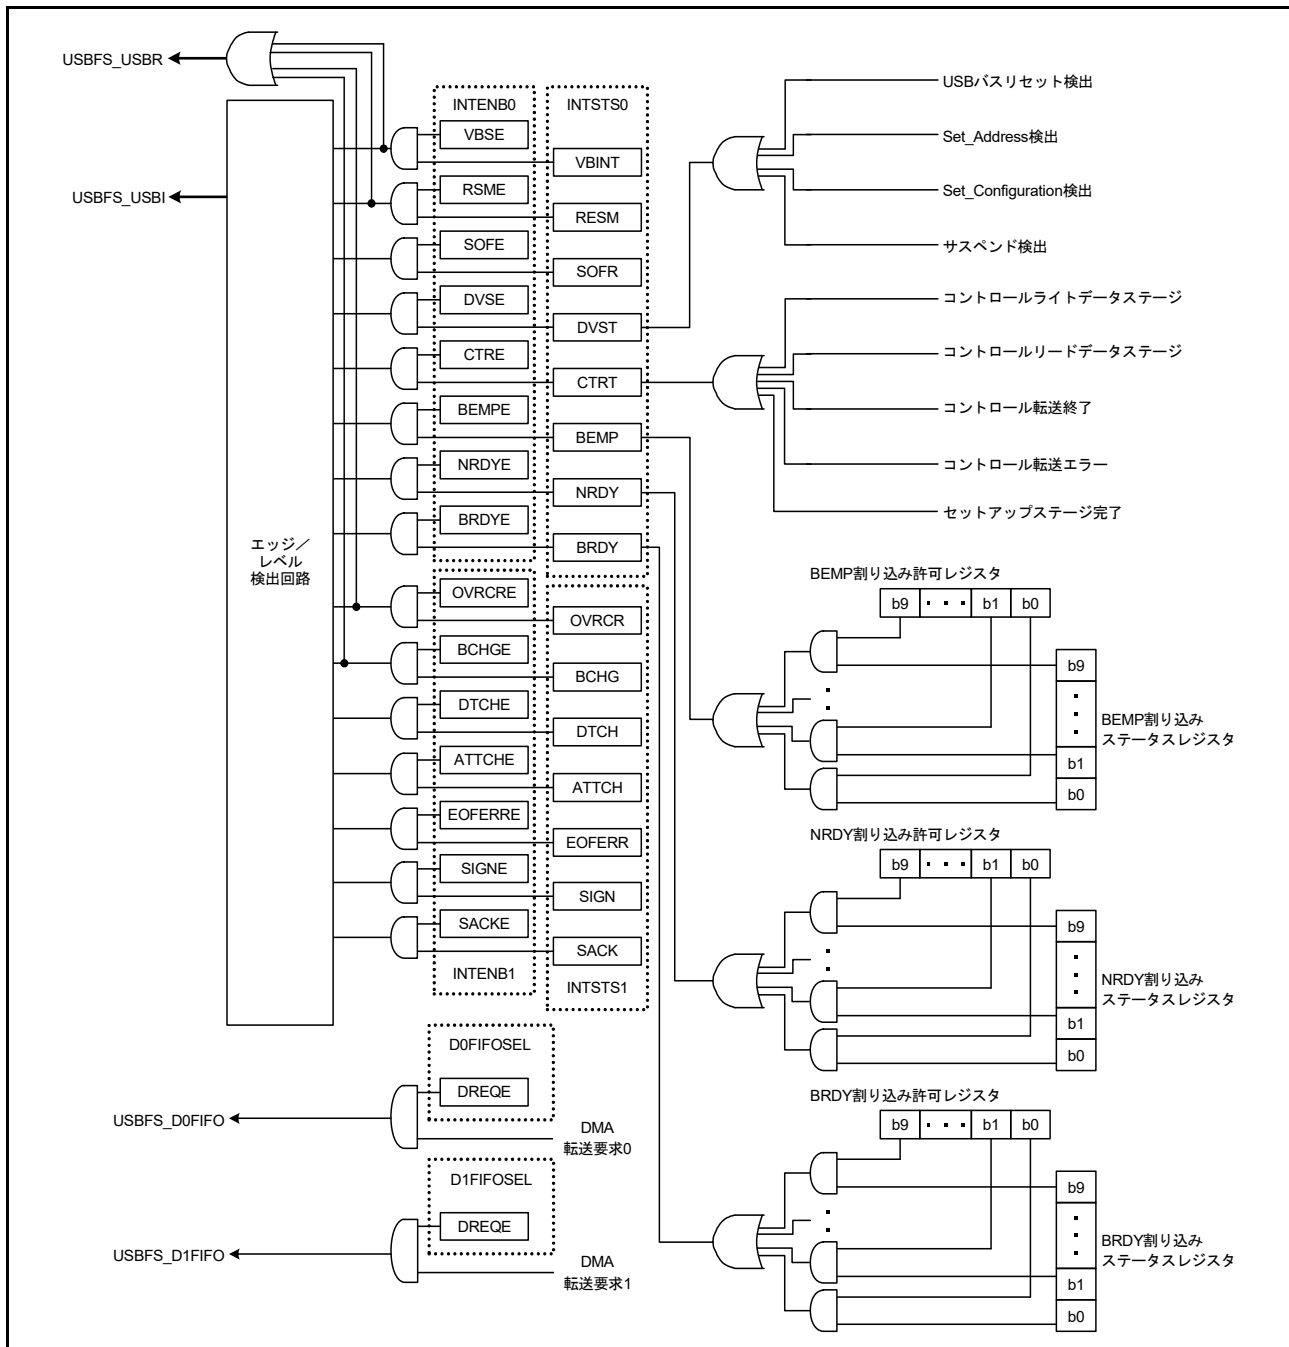 USBFS_USBR
USBFS_USBI
エッジ／
レベル
検出回路
INTENB0
VBSE
RSME
SOFE
DVSE
CTRE
BEMPE
NRDYE
BRDYE
OVRCRE
BCHGE
DTCHE
ATTCHE
EOFERRE
SIGNE
SACKE
INTENB1
INTSTS0
VBINT
RESM
SOFR
DVST
CTRT
BEMP
NRDY
BRDY
OVRCR
BCHG
DTCH
ATTCH
EOFERR
SIGN
SACK
INTSTS1
USBバスリセット検出
Set_Address検出
Set_Configuration検出
サスペンド検出
コントロールライトデータステージ
コントロールリードデータステージ
コントロール転送終了
コントロール転送エラー
セットアップステージ完了
BEMP割り込み許可レジスタ
b9 ・・・ b1 b0
b9
b1
b0
BEMP割り込み
ステータスレジスタ
NRDY割り込み許可レジスタ
b9 ・・・ b1 b0
b9
b1
b0
NRDY割り込み
ステータスレジスタ
BRDY割り込み許可レジスタ
b9 ・・・ b1 b0
b9
b1
b0
BRDY割り込み
ステータスレジスタ
D0FIFOSEL
DREQE
USBFS_D0FIFO
DMA
転送要求0
D1FIFOSEL
DREQE
USBFS_D1FIFO
DMA
転送要求1